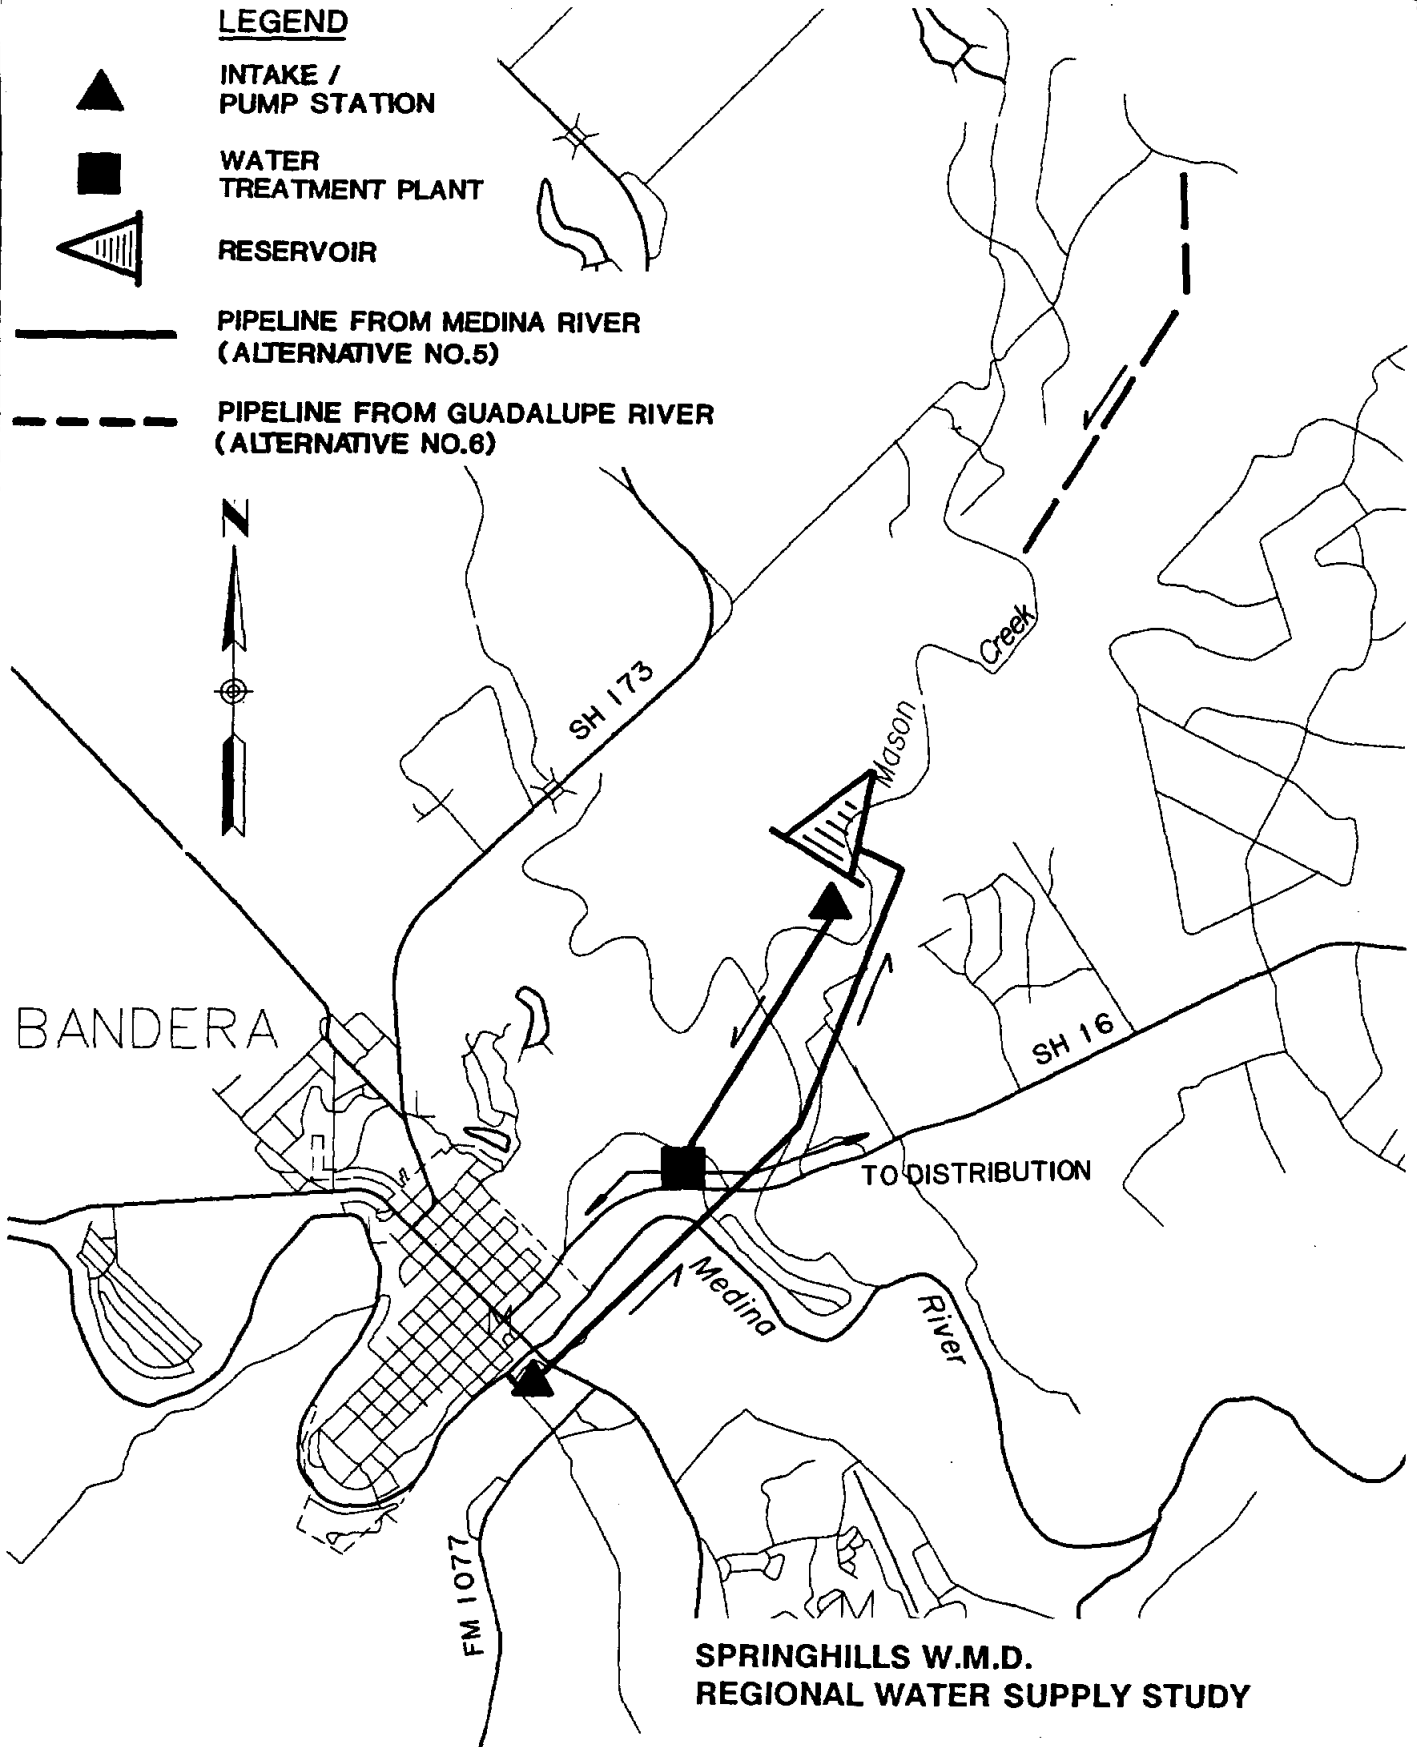 LEGEND
INTAKE /
PUMP STATION
WATER
TREATMENT PLANT
RESERVOIR
PIPELINE FROM MEDINA RIVER
(ALTERNATIVE NO.5)
PIPELINE FROM GUADALUPE RIVER
(ALTERNATIVE NO.6)
N
SH 173
Creek
Mason
BANDERA
SH 16
TO DISTRIBUTION
Medina
River
FM 1077
SPRINGHILLS W.M.D.
REGIONAL WATER SUPPLY STUDY